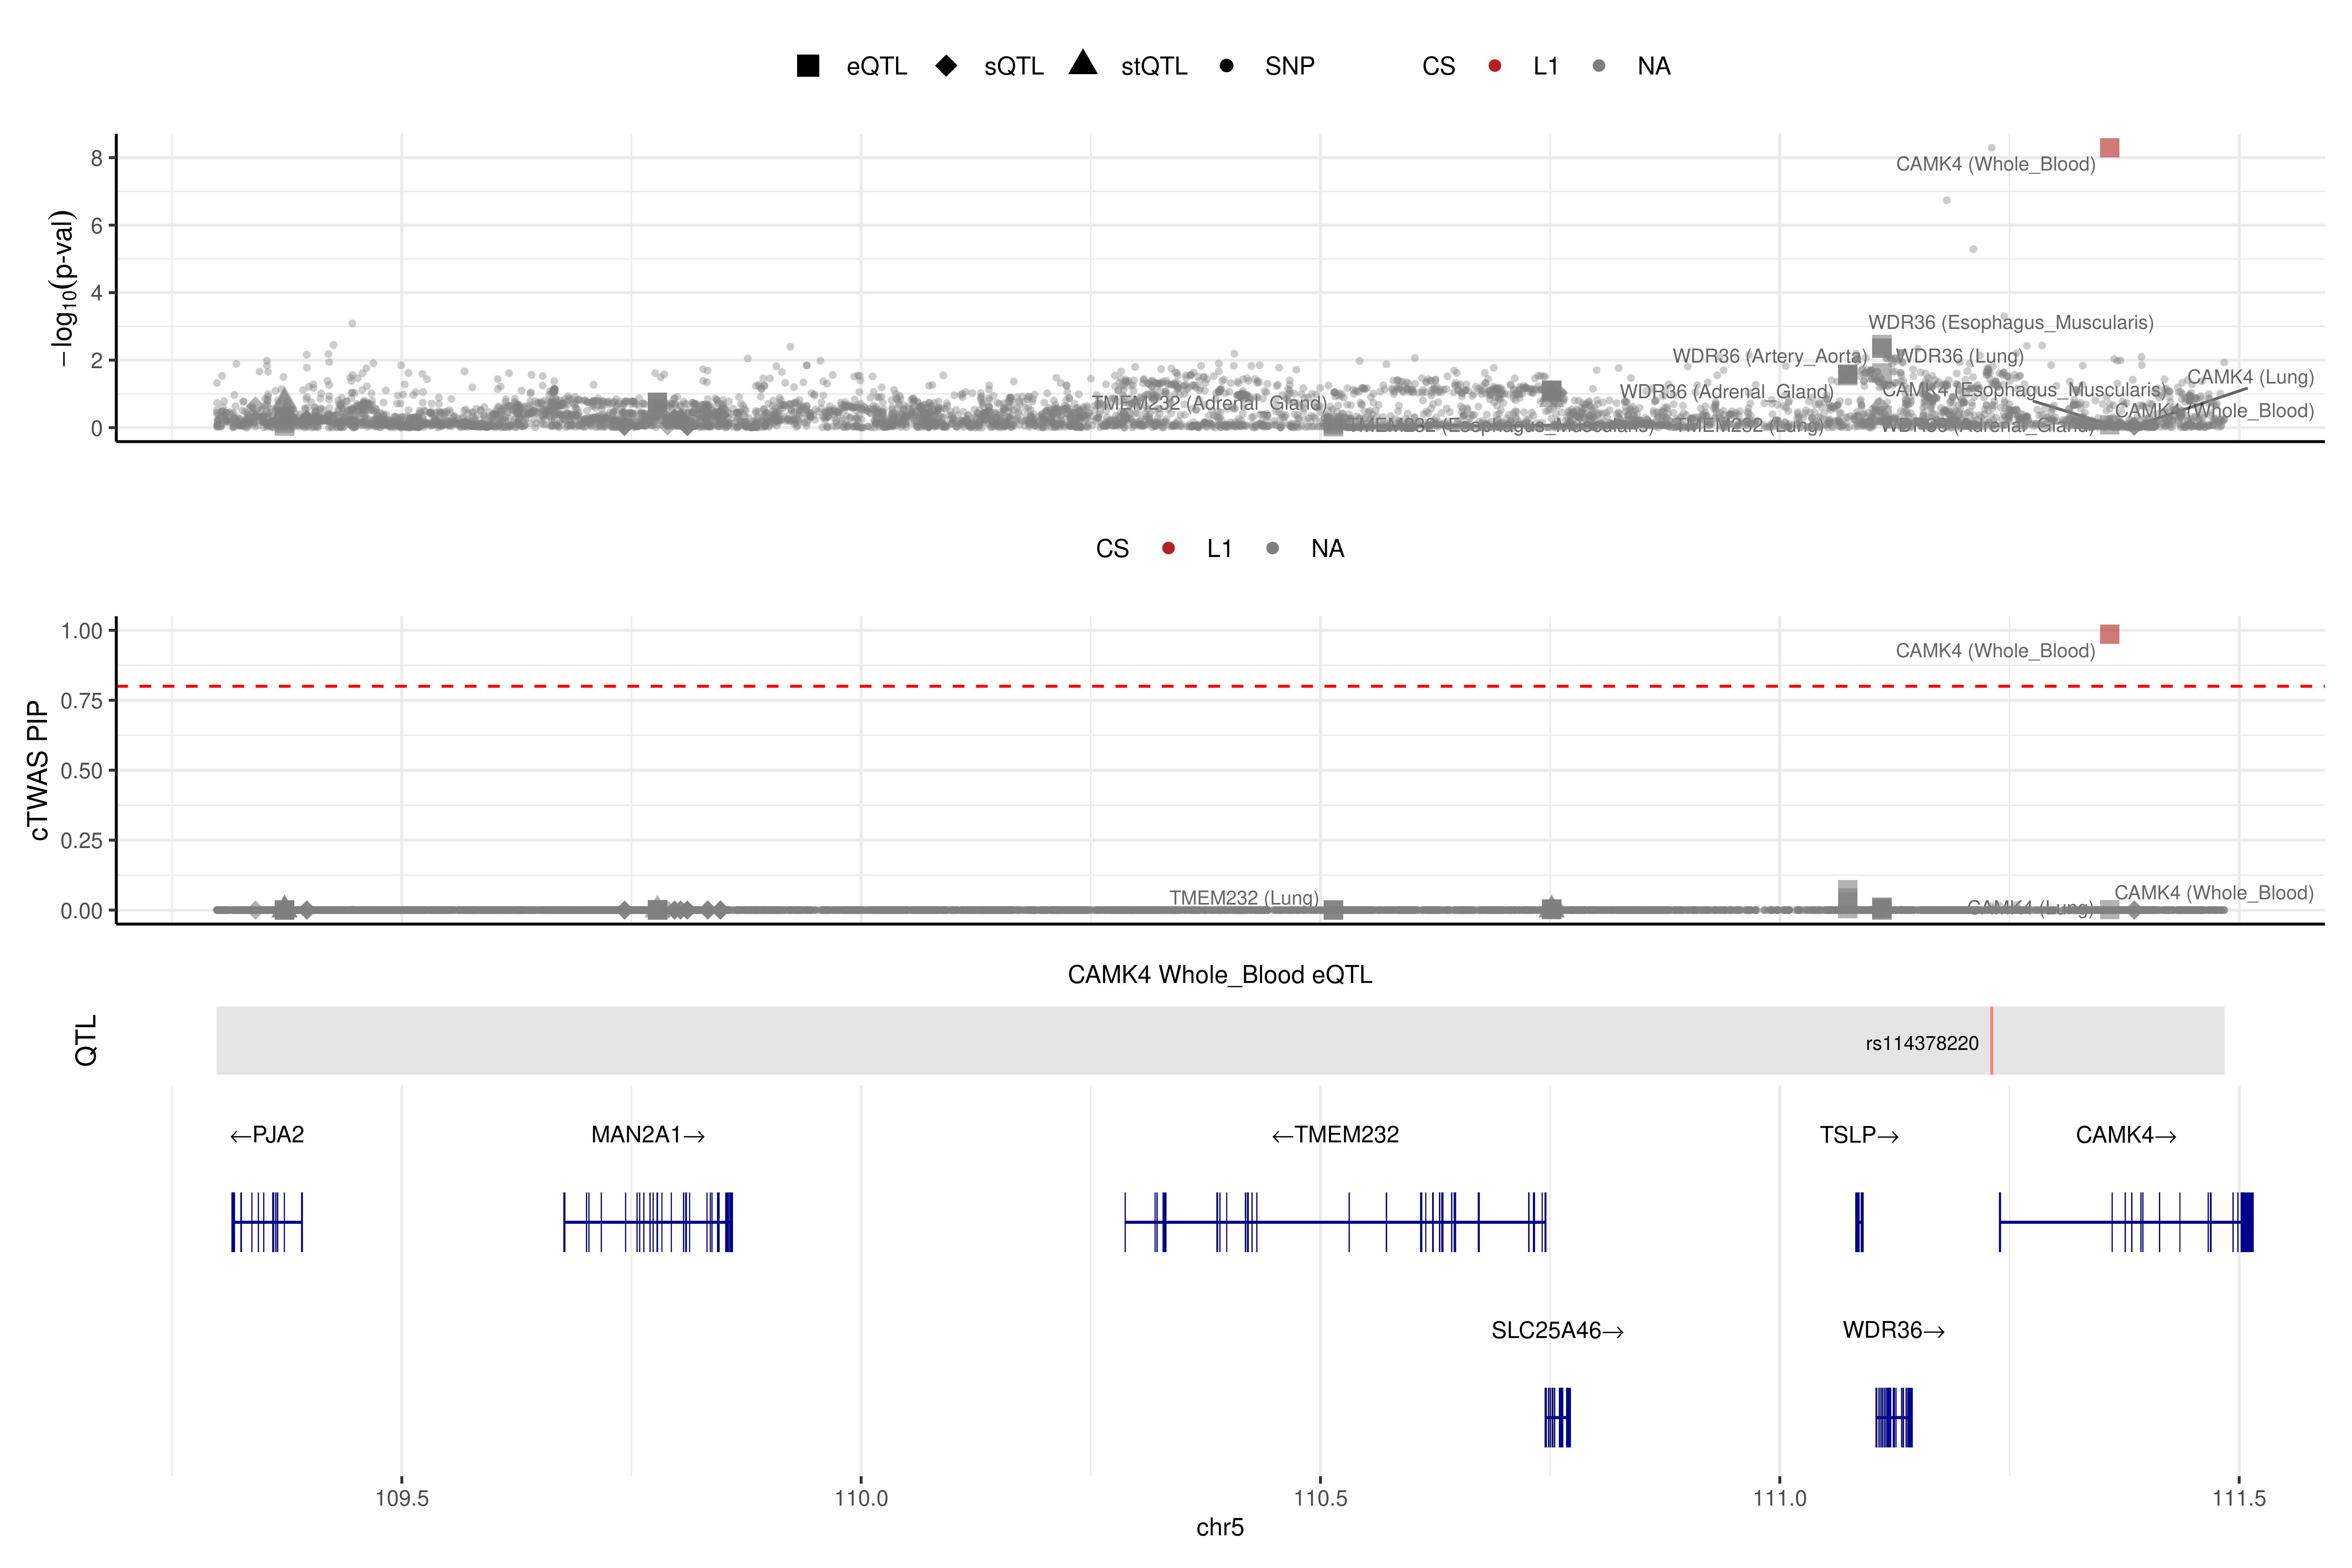 eQTL sQTL stQTL SNP CS L1 NA
−log10(p-val)
8
6
4
2
0
CAMK4 (Whole_Blood)
WDR36 (Esophagus_Muscularis)
WDR36 (Artery_Aorta)
WDR36 (Lung)
CAMK4 (Lung)
WDR36 (Adrenal_Gland)
CAMK4 (Esophagus_Muscularis)
TMEM232 (Adrenal_Gland)
CAMK4 (Whole_Blood)
TMEM232 (Esophagus_Muscularis)
TMEM232 (Lung)
WDR36 (Adrenal_Gland)
CS L1 NA
cTWAS PIP
1.00
0.75
0.50
0.25
0.00
CAMK4 (Whole_Blood)
TMEM232 (Lung)
CAMK4 (Lung)
CAMK4 (Whole_Blood)
CAMK4 Whole_Blood eQTL
QTL
rs114378220
←PJA2
MAN2A1→
←TMEM232
TSLP→
CAMK4→
SLC25A46→
WDR36→
109.5 110.0 110.5 111.0 111.5
chr5